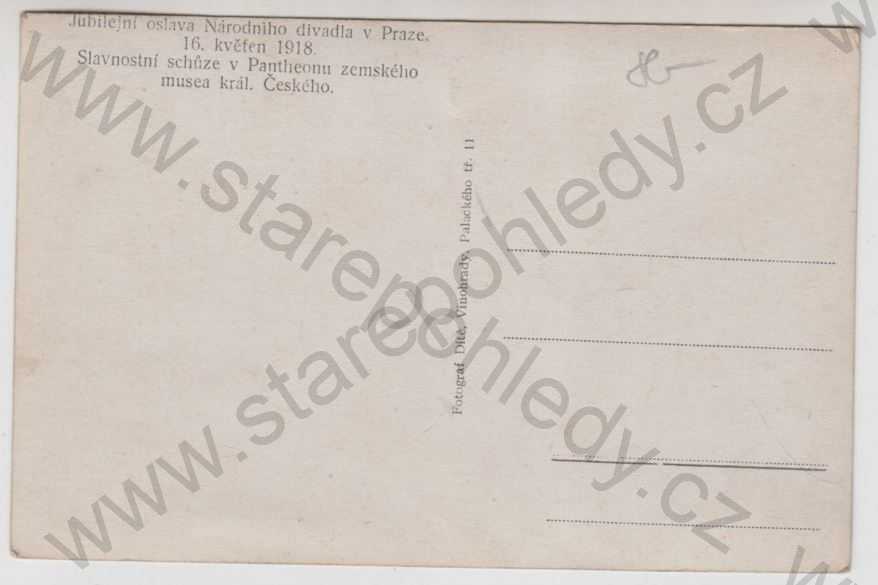 Jubilejní oslava Národního divadla v Praze.
16. květen 1918.
Slavnostní schůze v Pantheonu zemského
musea král. Českého.
Fotograf Dítě, Vinohrady, Palackého tř. 11
www.starepohledy.cz
www.starepohledy.cz